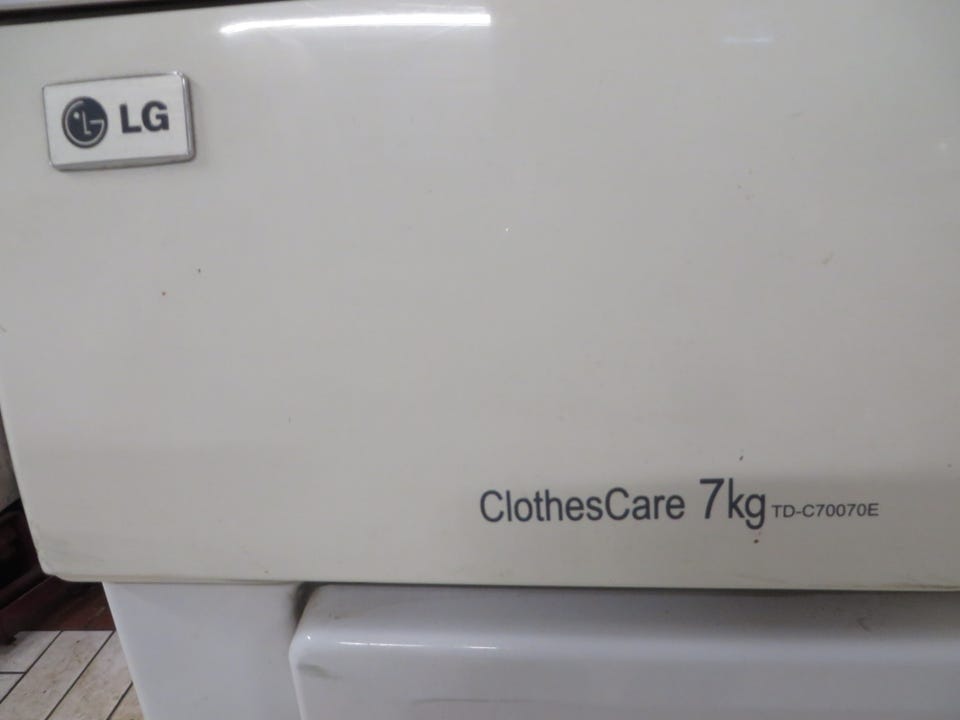 LG
ClothesCare 7kg TD-C70070E